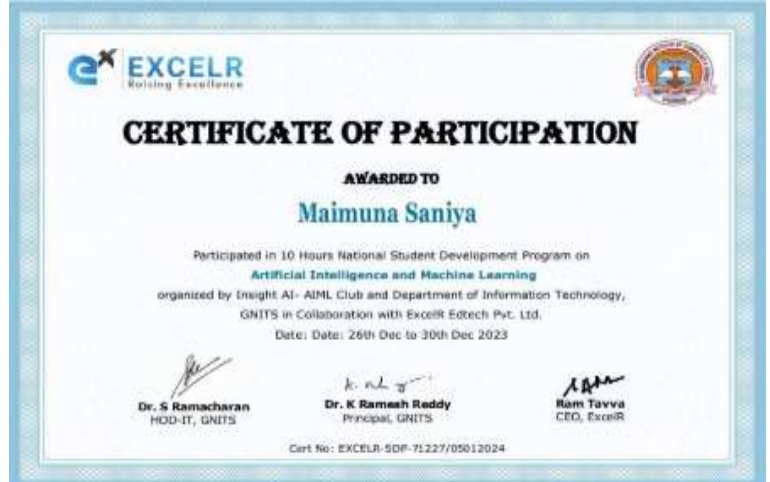 EXCELR
Raising Excellence
CERTIFICATE OF PARTICIPATION
AWARDED TO
Maimuna Saniya
Participated in 10 Hours National Student Development Program on
Artificial Intelligence and Machine Learning
organized by Insight AI- AIML Club and Department of Information Technology,
GNITS in Collaboration with ExcelR Edtech Pvt. Ltd.
Date: Date: 26th Dec to 30th Dec 2023
Dr. S Ramacharan
HOD-IT, GNITS
Dr. K Ramesh Reddy
Principal, GNITS
Ram Tavva
CEO, ExcelR
Cert No: EXCELR-SDP-71227/05012024